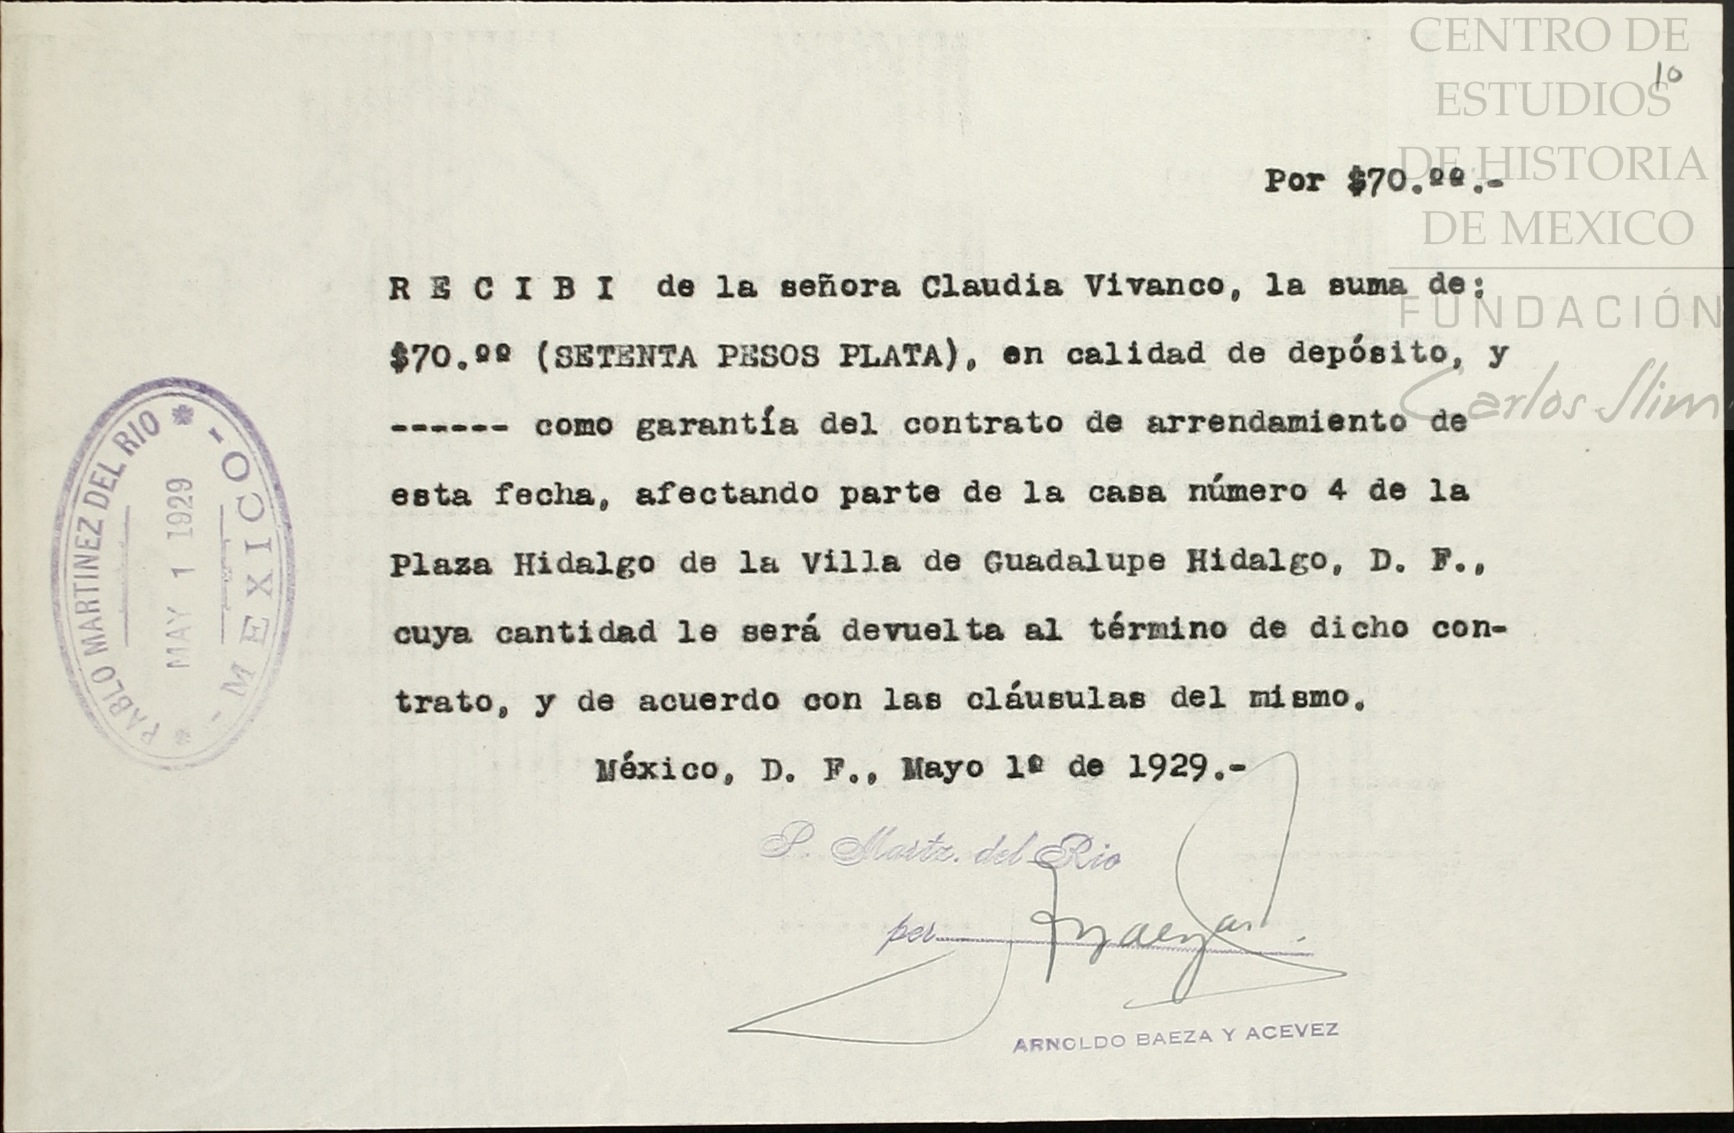 CENTRO DE
ESTUDIOS
DE HISTORIA
DE MEXICO
FUNDACIÓN
Carlos Slim
10
Por $70.ºº.-
R E C I B I de la señora Claudia Vivanco, la suma de:
$70.ºº (SETENTA PESOS PLATA), en calidad de depósito, y
------ como garantía del contrato de arrendamiento de
esta fecha, afectando parte de la casa número 4 de la
Plaza Hidalgo de la Villa de Guadalupe Hidalgo, D. F.,
cuya cantidad le será devuelta al término de dicho con-
trato, y de acuerdo con las cláusulas del mismo.
México, D. F., Mayo 1º de 1929.-
PABLO MARTINEZ DEL RIO
MAY 1 1929
- MEXICO -
P. Martz. del Rio
per
ARNOLDO BAEZA Y ACEVEZ